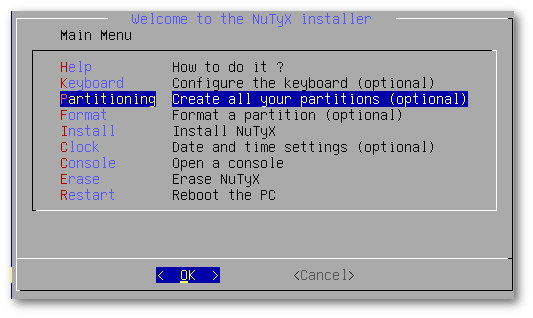 Welcome to the NuTyX installer
Main Menu
Help How to do it ?
Keyboard Configure the keyboard (optional)
Partitioning Create all your partitions (optional)
Format Format a partition (optional)
Install Install NuTyX
Clock Date and time settings (optional)
Console Open a console
Erase Erase NuTyX
Restart Reboot the PC
< OK > <Cancel>